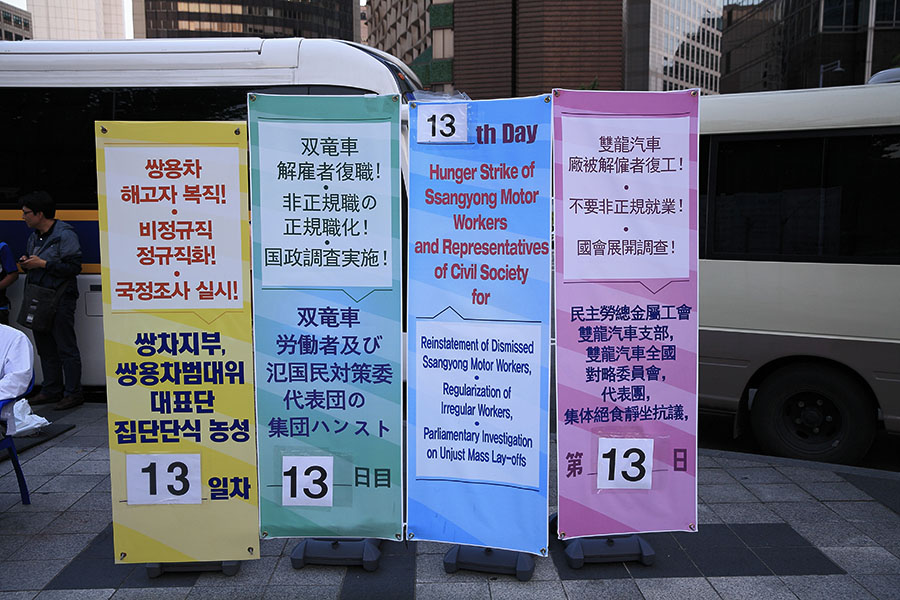 쌍용차
해고자 복직!
·
비정규직
정규직화!
·
국정조사 실시!
쌍차지부,
쌍용차범대위
대표단
집단단식 농성
13 일차
双竜車
解雇者復職!
·
非正規職の
正規職化!
·
国政調査実施!
双竜車
労働者及び
氾国民対策委
代表団の
集団ハンスト
13 日目
13 th Day
Hunger Strike of
Ssangyong Motor
Workers
and Representatives
of Civil Society
for
Reinstatement of Dismissed
Ssangyong Motor Workers,
·
Regularization of
Irregular Workers,
·
Parliamentary Investigation
on Unjust Mass Lay-offs
雙龍汽車
廠被解僱者復工!
·
不要非正規就業!
·
國會展開調查!
民主勞總金属工會
雙龍汽車支部,
雙龍汽車全國
對略委員會,
代表團,
集体絕食靜坐抗議,
第 13 日